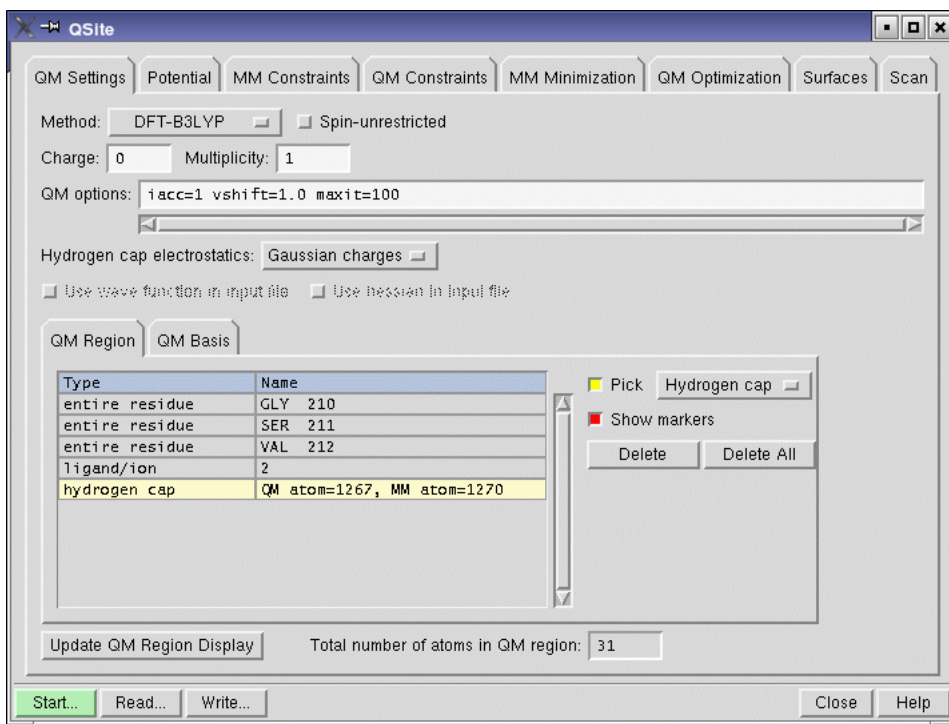 QSite
QM Settings Potential MM Constraints QM Constraints MM Minimization QM Optimization Surfaces Scan
Method: DFT-B3LYP Spin-unrestricted
Charge: 0 Multiplicity: 1
QM options: iacc=1 vshift=1.0 maxit=100
Hydrogen cap electrostatics: Gaussian charges
Use wave function in input file Use hessian in input file
QM Region QM Basis
Type Name
entire residue GLY 210
entire residue SER 211
entire residue VAL 212
ligand/ion 2
hydrogen cap QM atom=1267, MM atom=1270
Pick Hydrogen cap
Show markers
Delete Delete All
Update QM Region Display Total number of atoms in QM region: 31
Start... Read... Write... Close Help